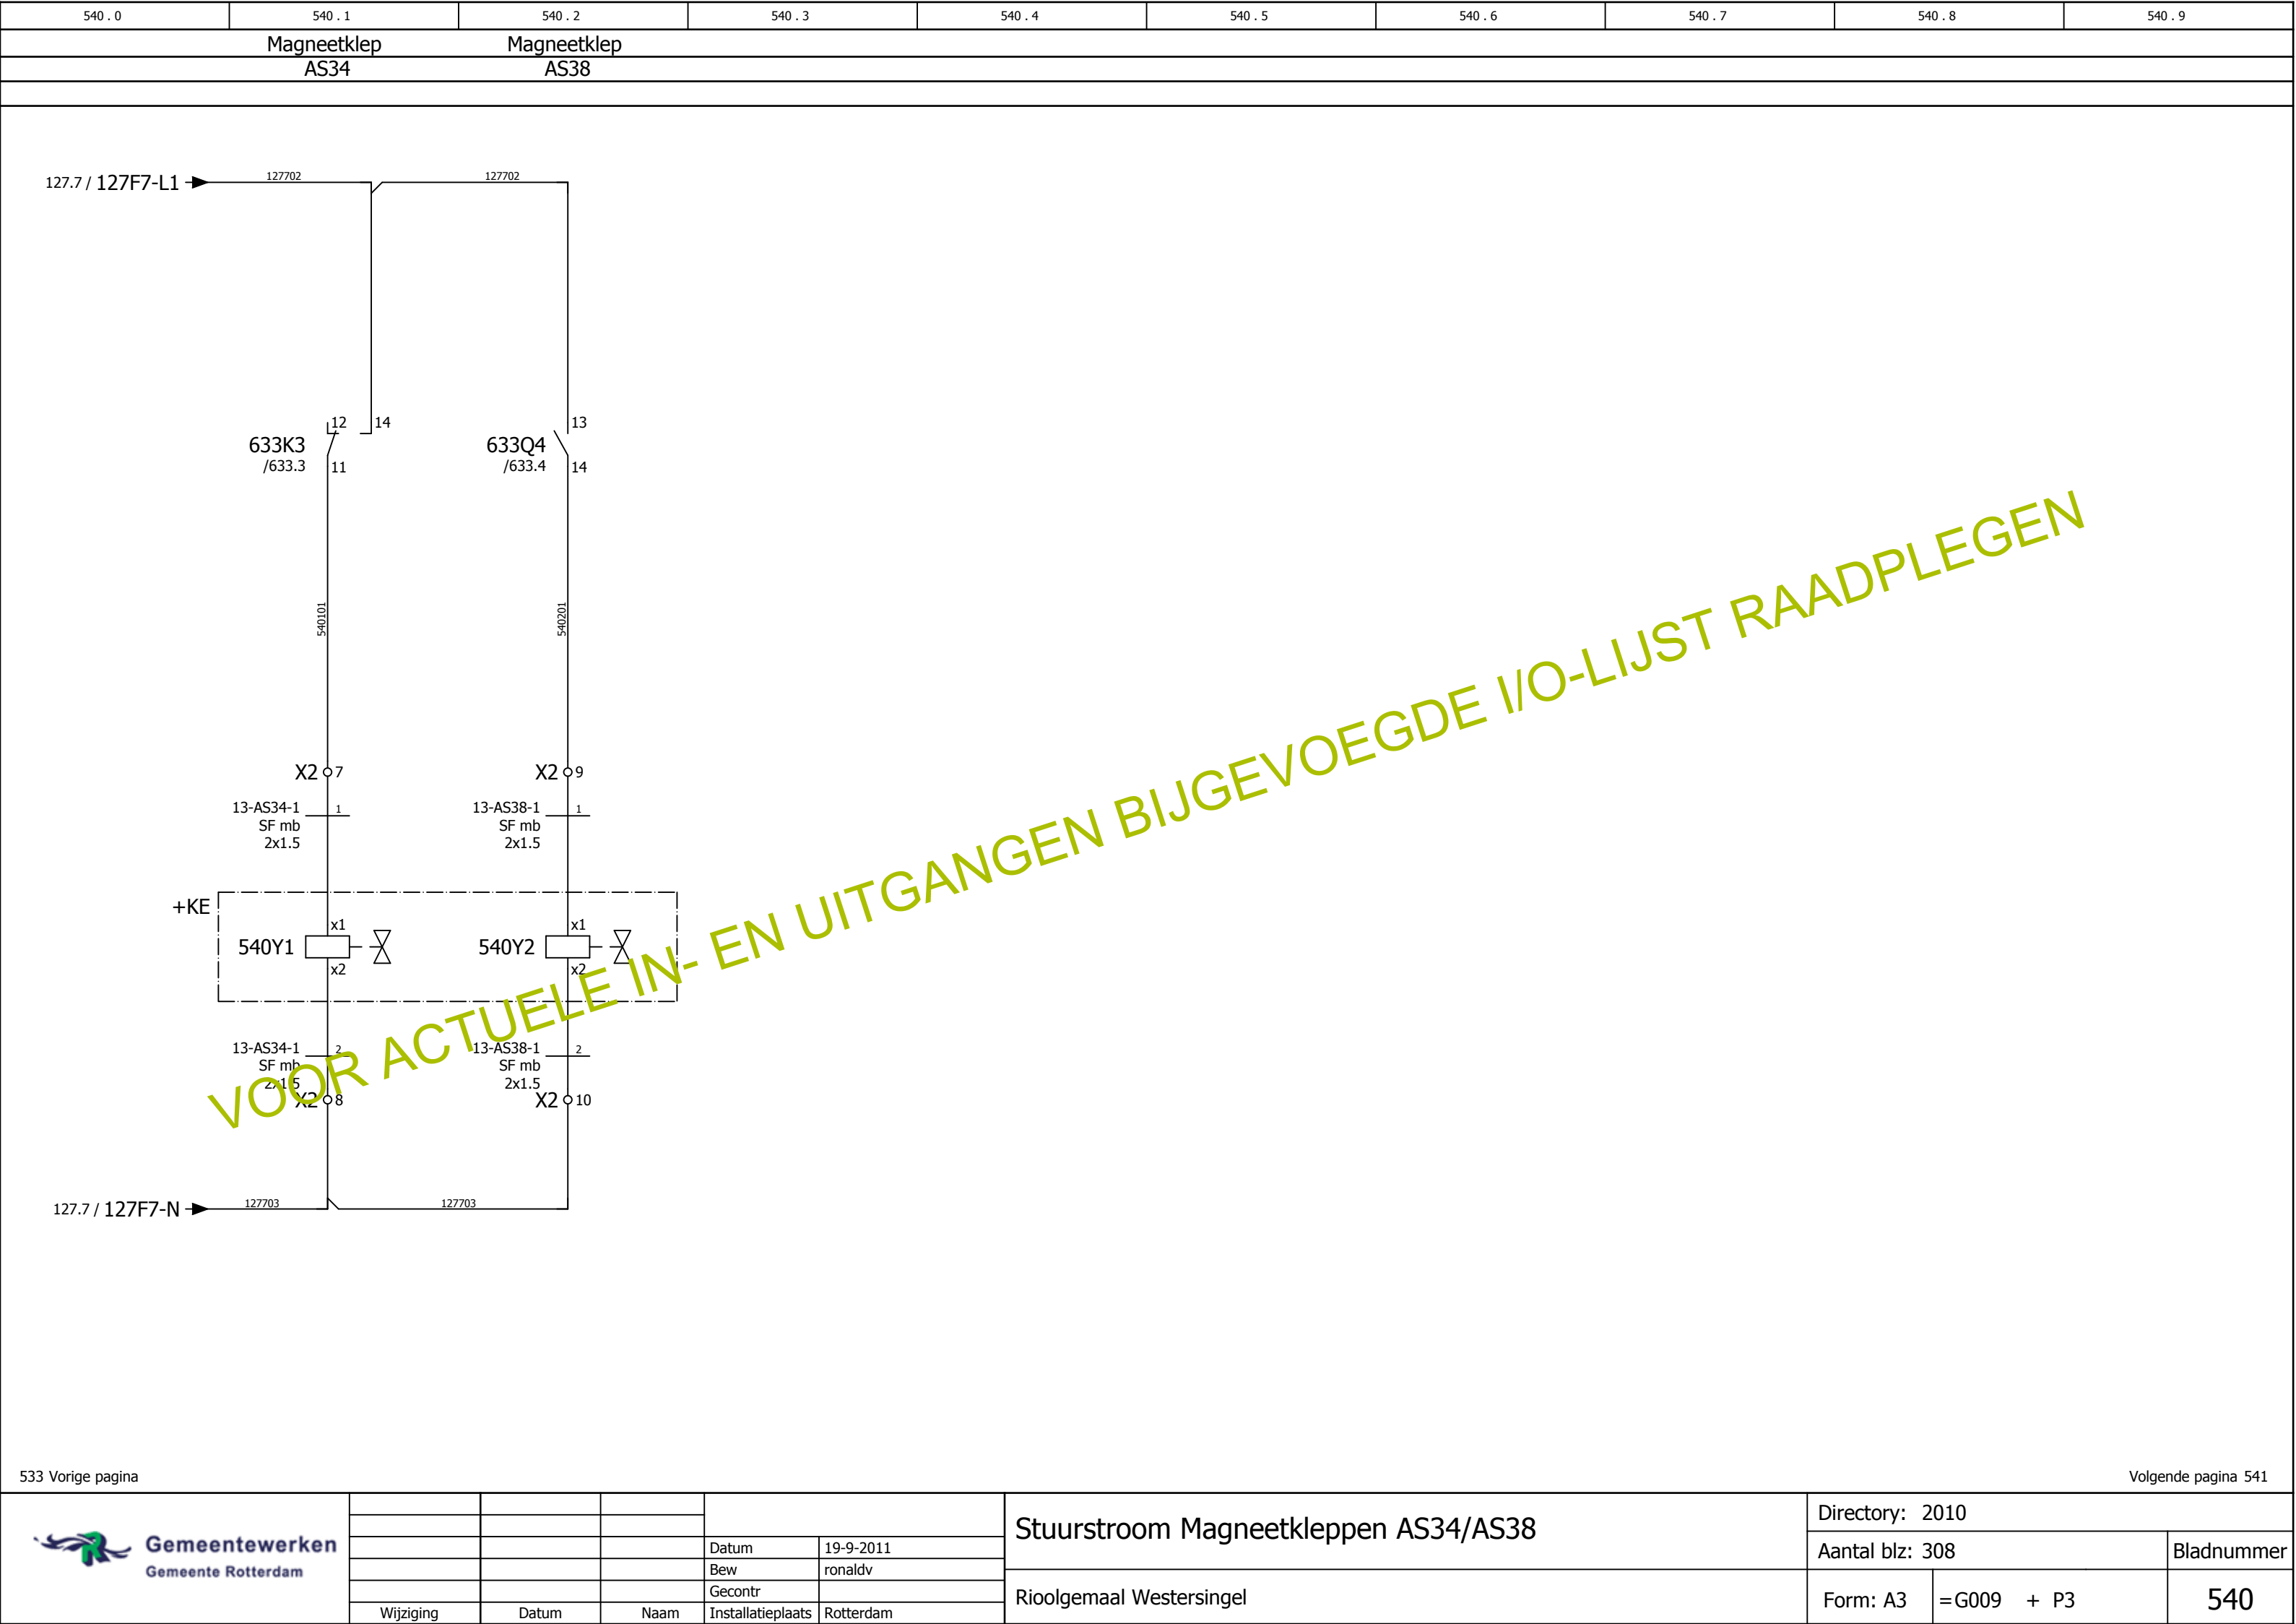 540 . 0 540 . 1 540 . 2 540 . 3 540 . 4 540 . 5 540 . 6 540 . 7 540 . 8 540 . 9
Magneetklep Magneetklep
AS34 AS38
127.7 / 127F7-L1 127702 127702
12 14 13
633K3 633Q4
/633.3 11 /633.4 14
540101 540201
X2 7 X2 9
13-AS34-1 1 13-AS38-1 1
SF mb SF mb
2x1.5 2x1.5
+KE
x1 x1
540Y1 540Y2
x2 x2
13-AS34-1 2 13-AS38-1 2
SF mb SF mb
2x1.5 2x1.5
X2 8 X2 10
127.7 / 127F7-N 127703 127703
VOOR ACTUELE IN- EN UITGANGEN BIJGEVOEGDE I/O-LIJST RAADPLEGEN
533 Vorige pagina Volgende pagina 541
R Gemeentewerken
Gemeente Rotterdam
Wijziging Datum Naam
Datum 19-9-2011
Bew ronaldv
Gecontr
Installatieplaats Rotterdam
Stuurstroom Magneetkleppen AS34/AS38
Rioolgemaal Westersingel
Directory: 2010
Aantal blz: 308 Bladnummer
Form: A3 =G009 + P3 540